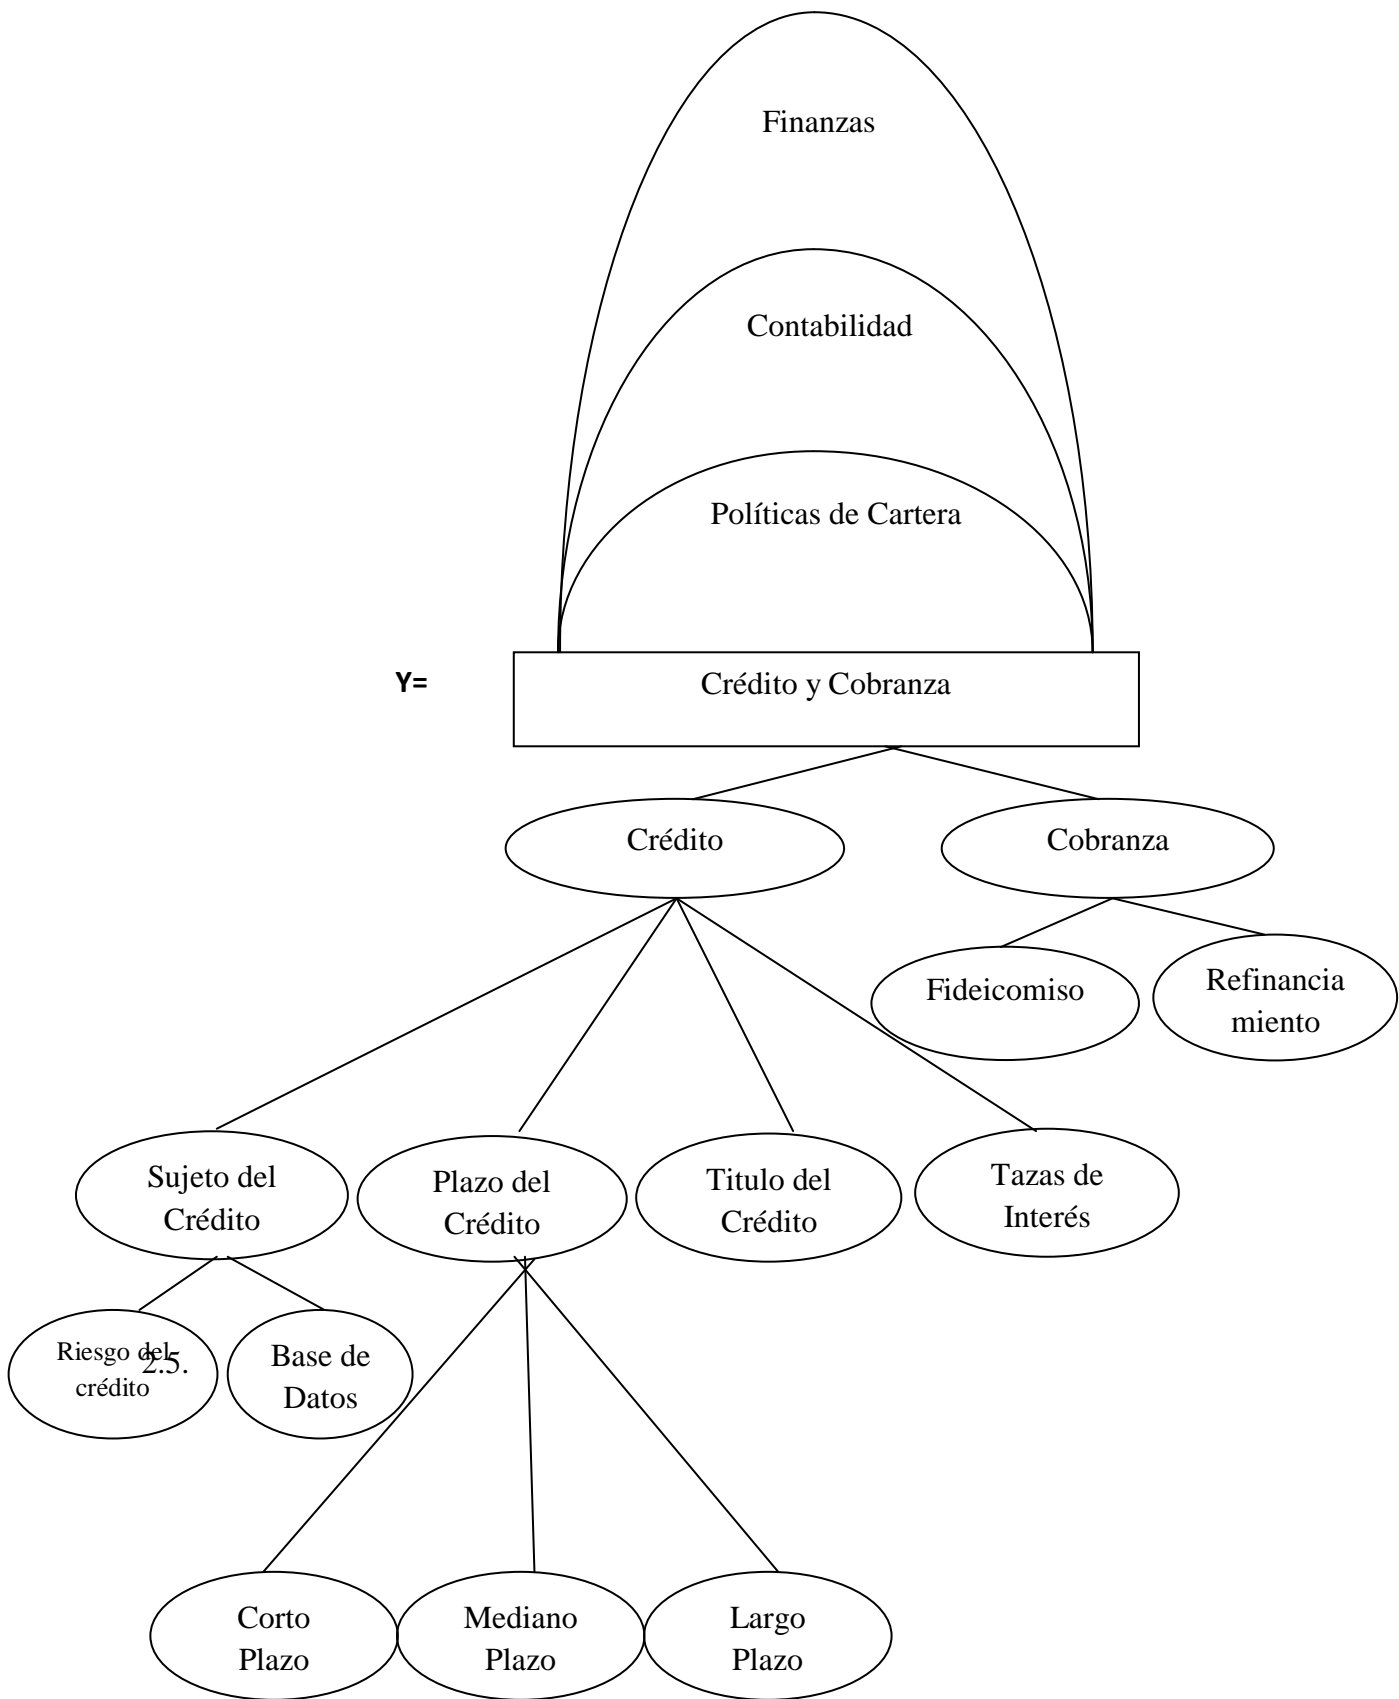 Finanzas
Contabilidad
Políticas de Cartera
Y=
Crédito y Cobranza
Crédito
Cobranza
Fideicomiso
Refinancia
miento
Sujeto del
Crédito
Plazo del
Crédito
Titulo del
Crédito
Tazas de
Interés
Riesgo del
crédito
2.5.
Base de
Datos
Corto
Plazo
Mediano
Plazo
Largo
Plazo